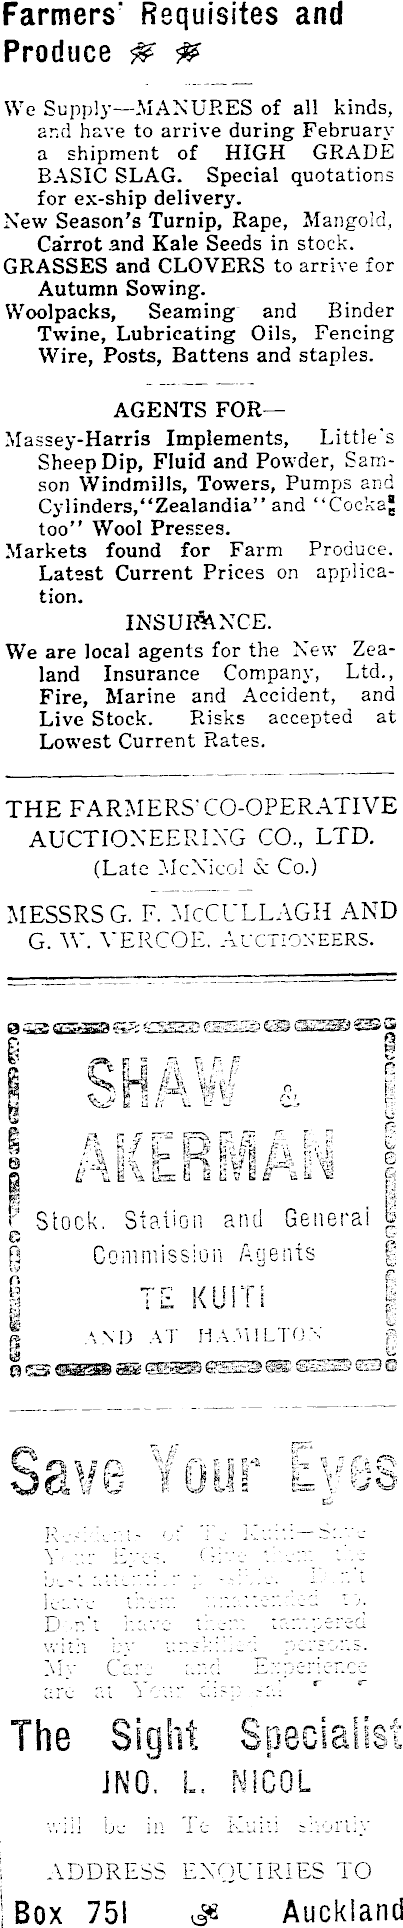 Farmers' Requisites and
Produce
We Supply—MANURES of all kinds,
and have to arrive during February
a shipment of HIGH GRADE
BASIC SLAG. Special quotations
for ex-ship delivery.
New Season's Turnip, Rape, Mangold,
Carrot and Kale Seeds in stock.
GRASSES and CLOVERS to arrive for
Autumn Sowing.
Woolpacks, Seaming and Binder
Twine, Lubricating Oils, Fencing
Wire, Posts, Battens and staples.
AGENTS FOR—
Massey-Harris Implements, Little's
Sheep Dip, Fluid and Powder, Sam-
son Windmills, Towers, Pumps and
Cylinders, "Zealandia" and "Cocka-
too" Wool Presses.
Markets found for Farm Produce.
Latest Current Prices on applica-
tion.
INSURANCE.
We are local agents for the New Zea-
land Insurance Company, Ltd.,
Fire, Marine and Accident, and
Live Stock. Risks accepted at
Lowest Current Rates.
THE FARMERS' CO-OPERATIVE
AUCTIONEERING CO., LTD.
(Late McNicol & Co.)
MESSRS G. F. McCULLAGH AND
G. W. VERCOE, AUCTIONEERS.
SHAW &
AKERMAN
Stock, Station and General
Commission Agents
TE KUITI
AND AT HAMILTON
Save Your Eyes
Residents of Te Kuiti—Save
Your Eyes. Give them the
best attention possible. Don't
leave them unattended to.
Don't have them tampered
with by unskilled persons.
My Care and Experience
are at Your disposal
The Sight Specialist
JNO. L. NICOL
will be in Te Kuiti shortly
ADDRESS ENQUIRIES TO
Box 751 Auckland